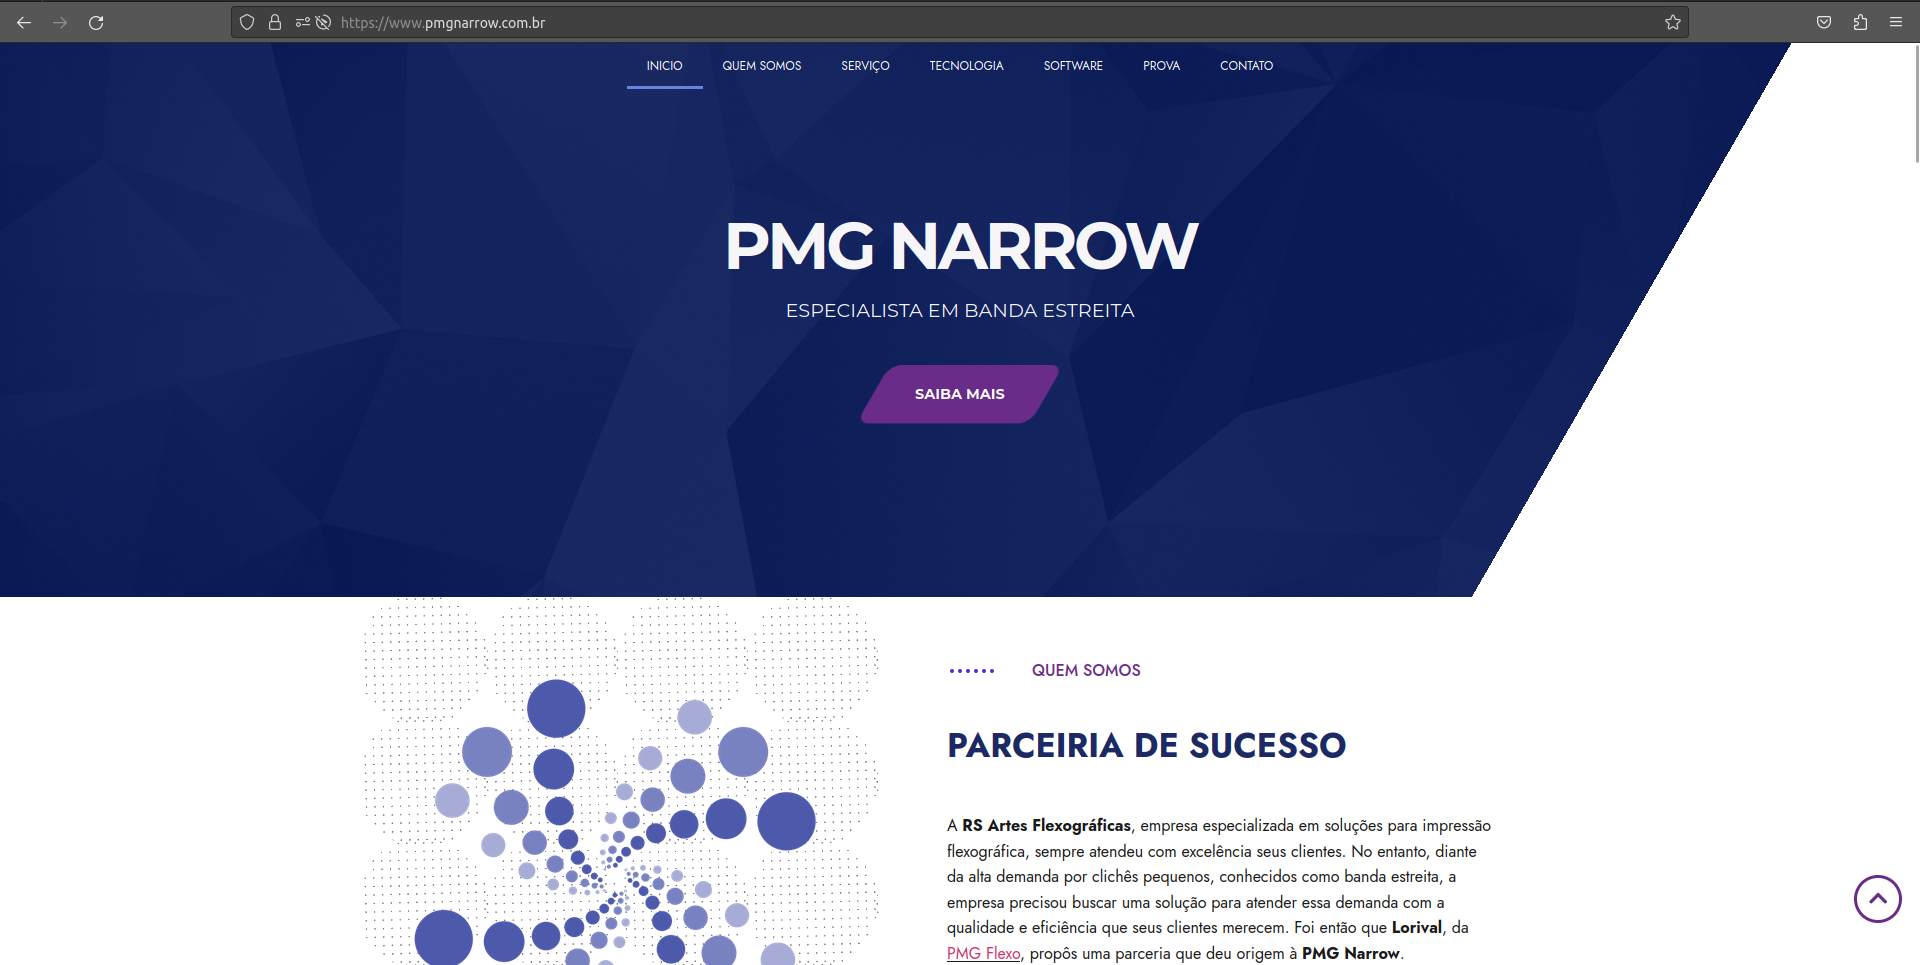 https://www.pmgnarrow.com.br
INICIO QUEM SOMOS SERVIÇO TECNOLOGIA SOFTWARE PROVA CONTATO
PMG NARROW
ESPECIALISTA EM BANDA ESTREITA
SAIBA MAIS
QUEM SOMOS
PARCEIRIA DE SUCESSO
A RS Artes Flexográficas, empresa especializada em soluções para impressão
flexográfica, sempre atendeu com excelência seus clientes. No entanto, diante
da alta demanda por clichês pequenos, conhecidos como banda estreita, a
empresa precisou buscar uma solução para atender essa demanda com a
qualidade e eficiência que seus clientes merecem. Foi então que Lorival, da
PMG Flexo, propôs uma parceria que deu origem à PMG Narrow.